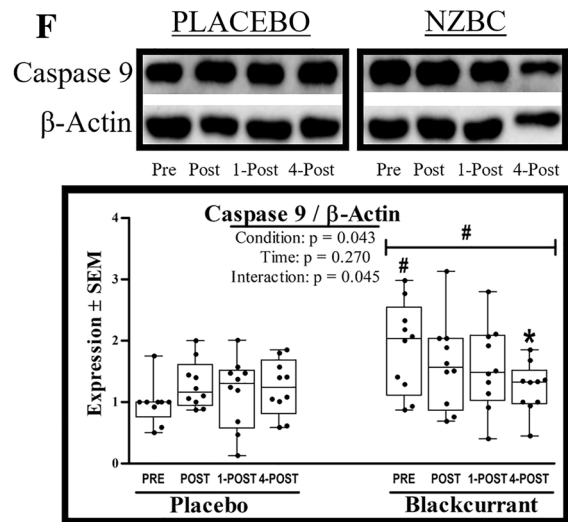 F
PLACEBO NZBC
Caspase 9
β-Actin
Pre Post 1-Post 4-Post Pre Post 1-Post 4-Post
Caspase 9 / β-Actin
Condition: p = 0.043
Time: p = 0.270
Interaction: p = 0.045
#
#
*
Expression ± SEM
4
3
2
1
0
PRE POST 1-POST 4-POST PRE POST 1-POST 4-POST
Placebo Blackcurrant